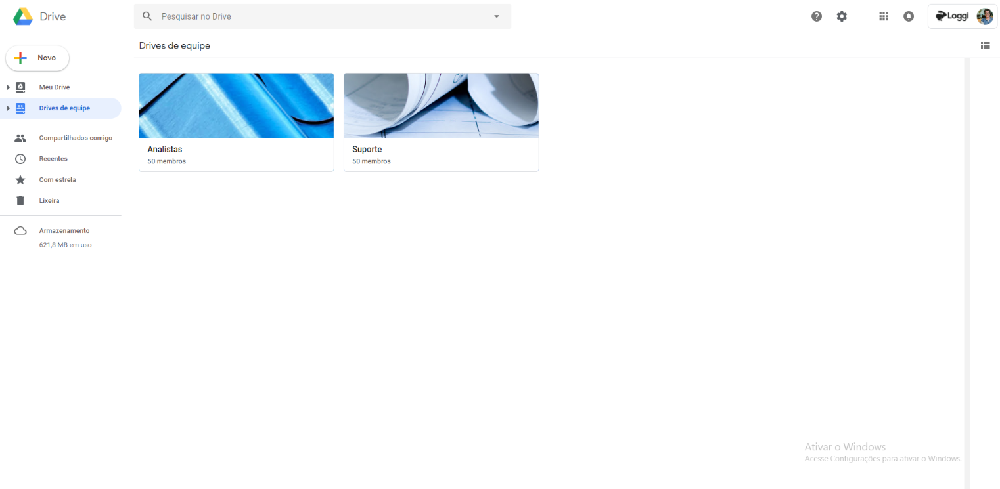 Drive
Pesquisar no Drive
Loggi
Novo
Drives de equipe
Meu Drive
Drives de equipe
Compartilhados comigo
Recentes
Com estrela
Lixeira
Armazenamento
621,8 MB em uso
Analistas
50 membros
Suporte
50 membros
Ativar o Windows
Acesse Configurações para ativar o Windows.